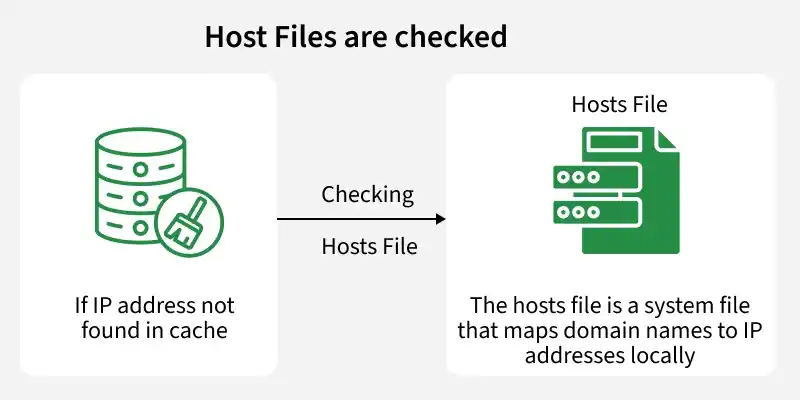 Host Files are checked
If IP address not
found in cache
Checking
Hosts File
Hosts File
The hosts file is a system file
that maps domain names to IP
addresses locally